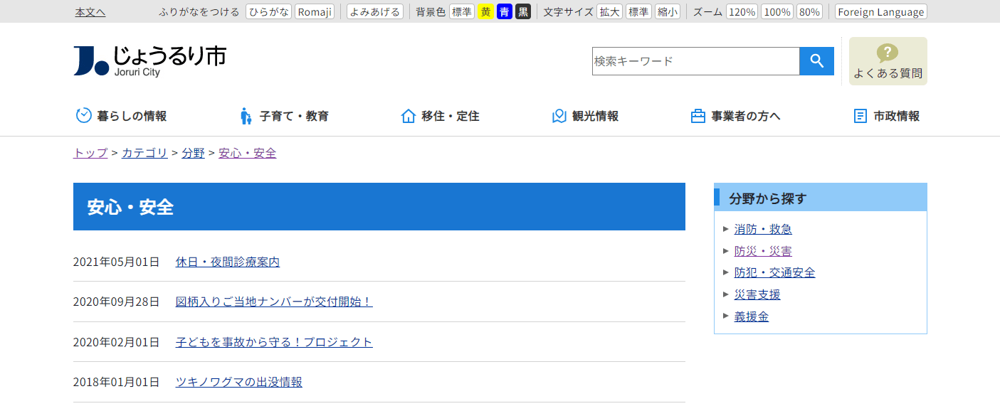 本文へ ふりがなをつける ひらがな Romaji よみあげる 背景色 標準 黄 青 黒 文字サイズ 拡大 標準 縮小 ズーム 120% 100% 80% Foreign Language
じょうるり市
Joruri City
検索キーワード
?
よくある質問
暮らしの情報 子育て・教育 移住・定住 観光情報 事業者の方へ 市政情報
トップ > カテゴリ > 分野 > 安心・安全
安心・安全
2021年05月01日 休日・夜間診療案内
2020年09月28日 図柄入りご当地ナンバーが交付開始！
2020年02月01日 子どもを事故から守る！プロジェクト
2018年01月01日 ツキノワグマの出没情報
分野から探す
消防・救急
防災・災害
防犯・交通安全
災害支援
義援金